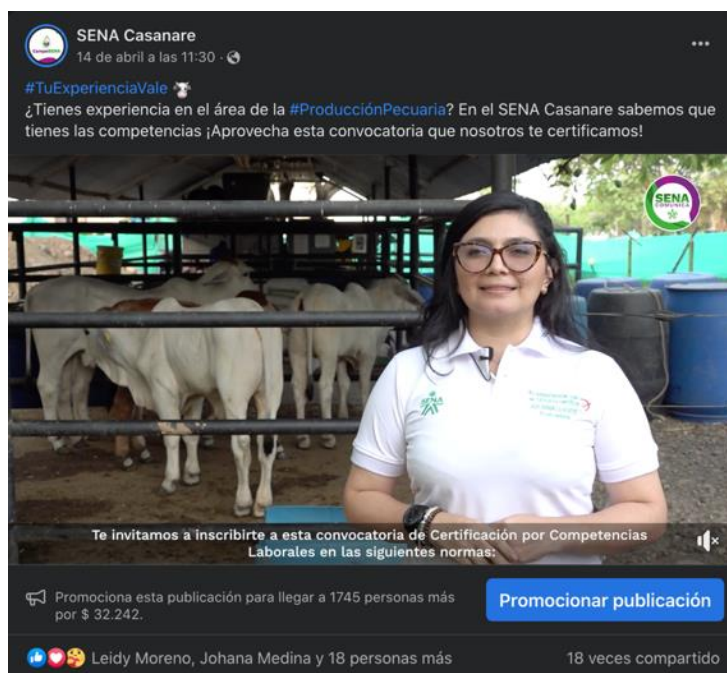 SENA Casanare
14 de abril a las 11:30
#TuExperienciaVale
¿Tienes experiencia en el área de la #ProducciónPecuaria? En el SENA Casanare sabemos que
tienes las competencias ¡Aprovecha esta convocatoria que nosotros te certificamos!
SENA
COMUNICA
SENA
Te invitamos a inscribirte a esta convocatoria de Certificación por Competencias
Laborales en las siguientes normas:
Promociona esta publicación para llegar a 1745 personas más
por $ 32.242.
Promocionar publicación
Leidy Moreno, Johana Medina y 18 personas más
18 veces compartido